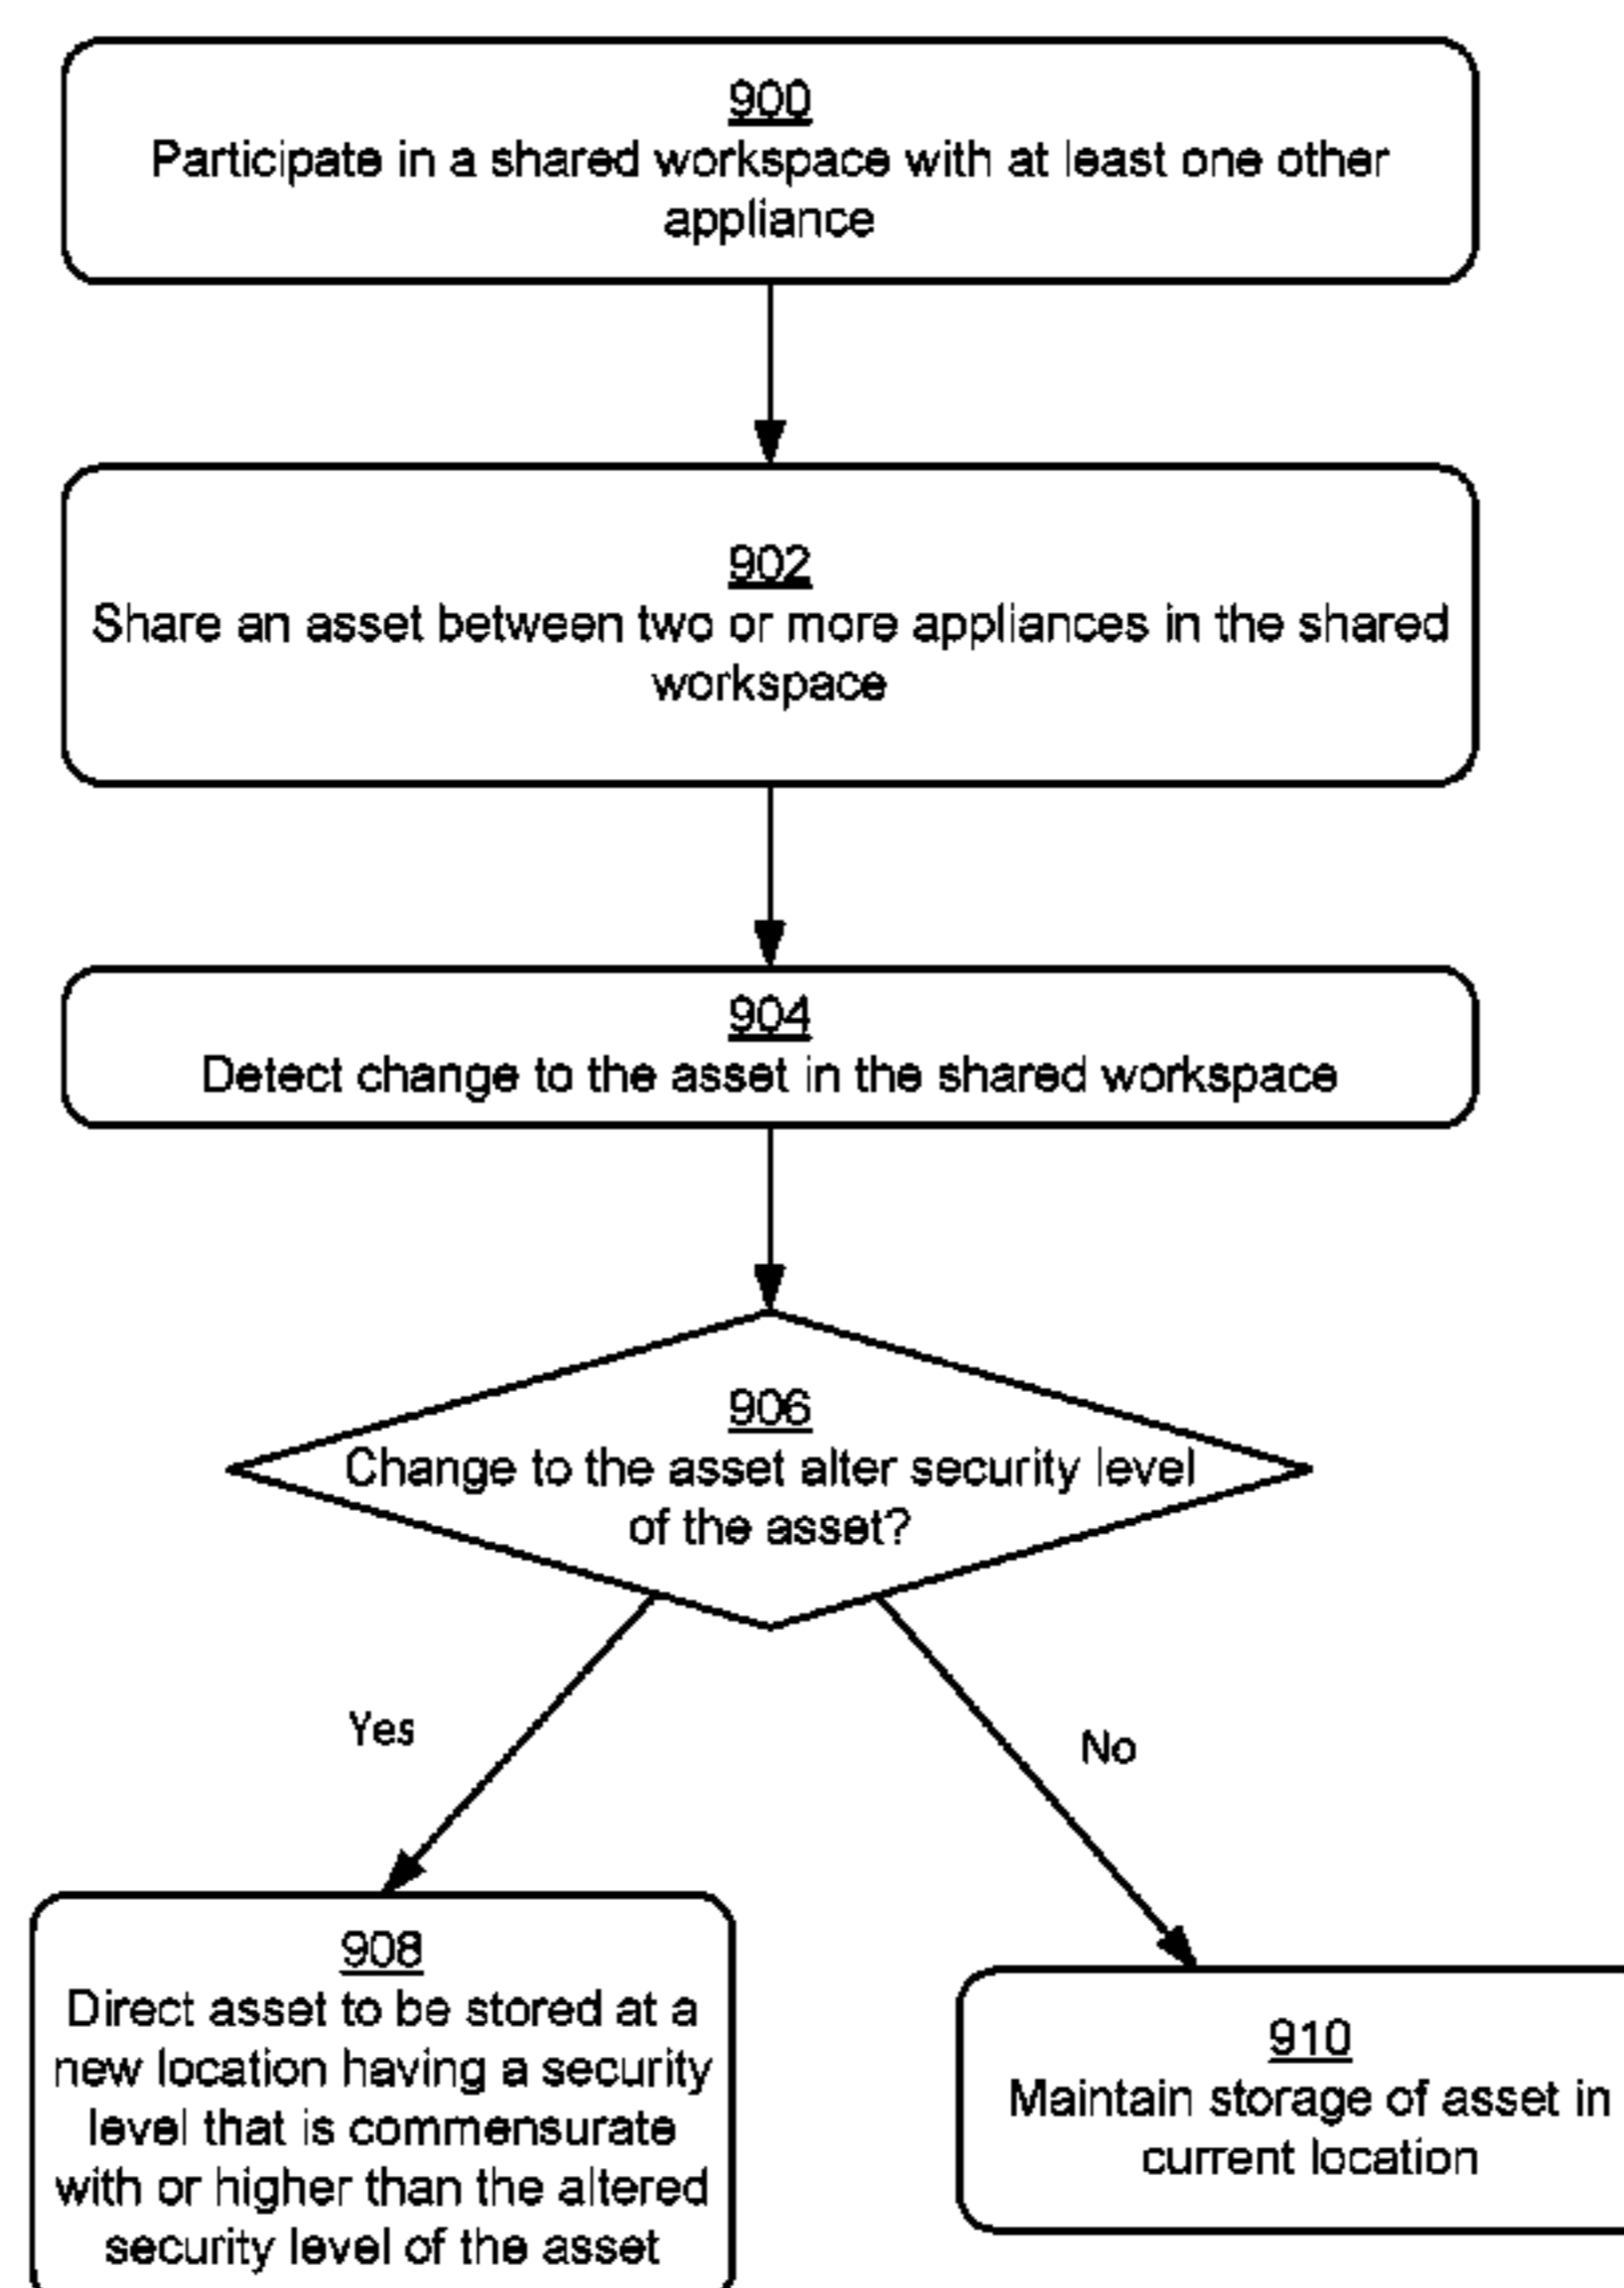 900
Participate in a shared workspace with at least one other
appliance
902
Share an asset between two or more appliances in the shared
workspace
904
Detect change to the asset in the shared workspace
906
Change to the asset alter security level
of the asset?
Yes
No
908
Direct asset to be stored at a
new location having a security
level that is commensurate
with or higher than the altered
security level of the asset
910
Maintain storage of asset in
current location